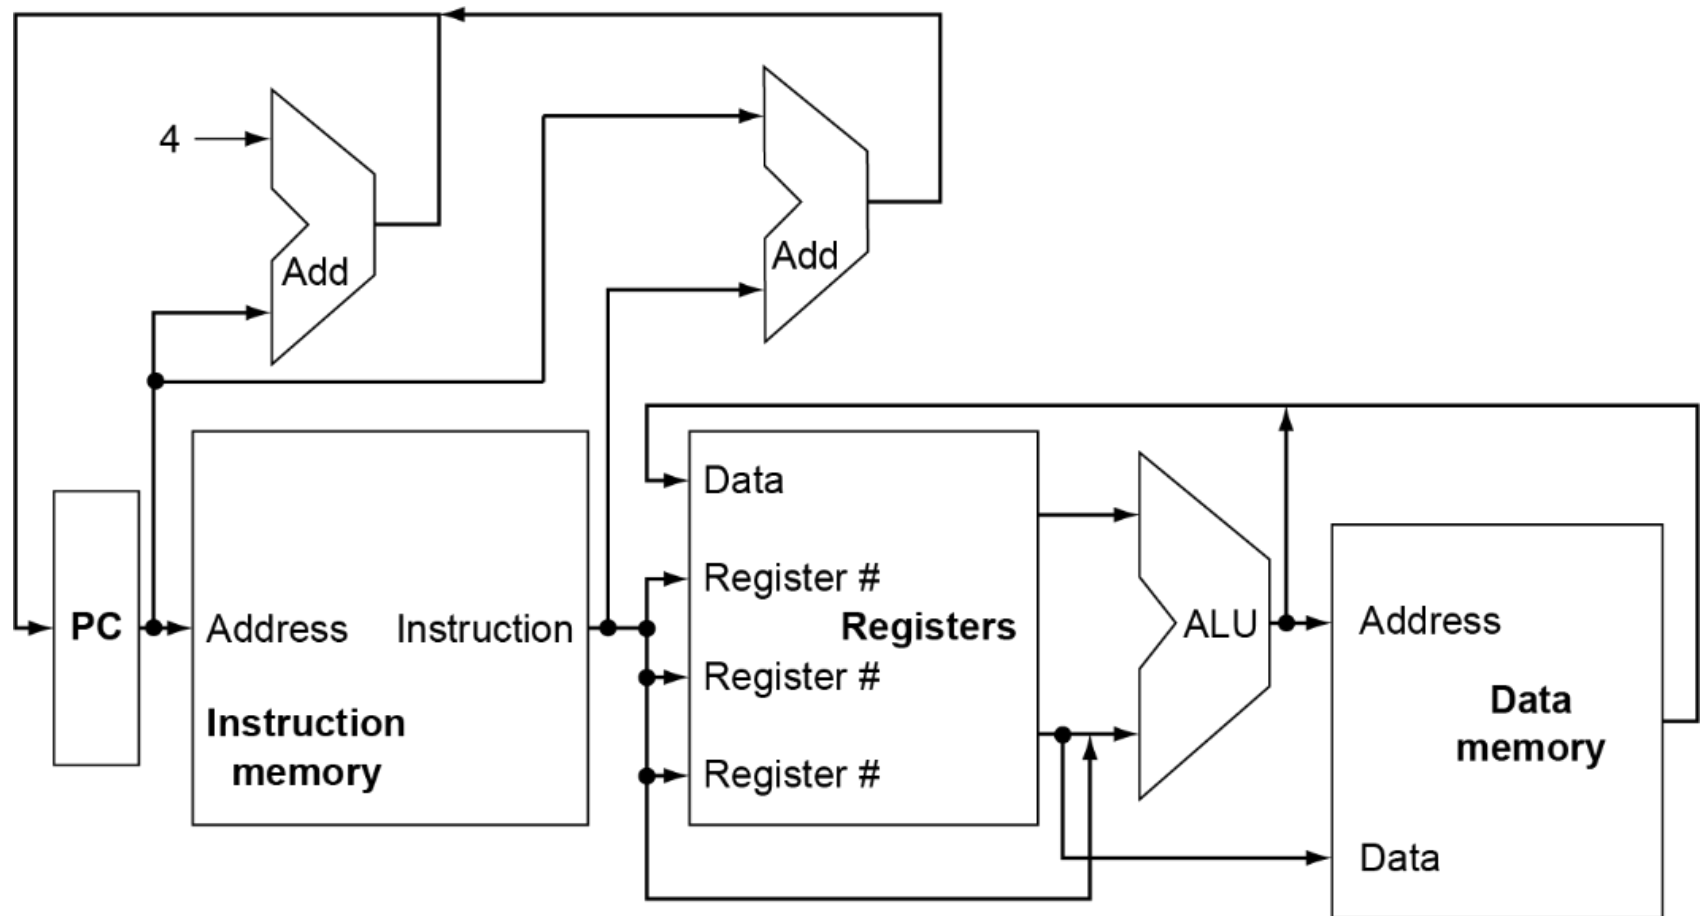 4
Add
Add
Data
Register #
PC
Address
Instruction
Registers
ALU
Address
Register #
Instruction
memory
Data
memory
Register #
Data